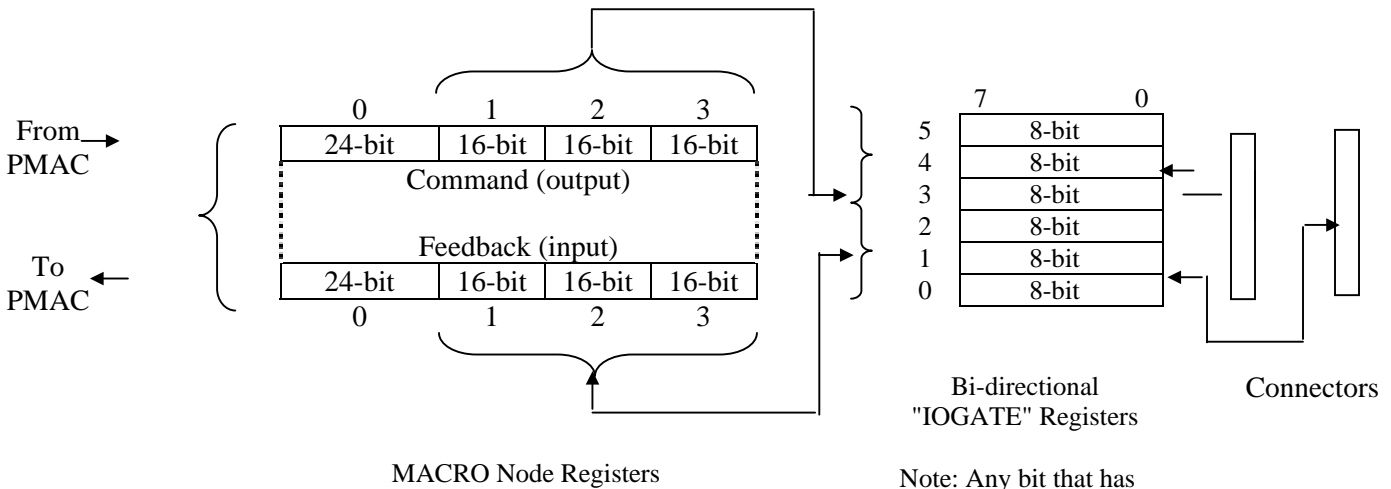 0 1 2 3
From
PMAC
24-bit 16-bit 16-bit 16-bit
Command (output)
Feedback (input)
To
PMAC
24-bit 16-bit 16-bit 16-bit
0 1 2 3
MACRO Node Registers
7 0
5 8-bit
4 8-bit
3 8-bit
2 8-bit
1 8-bit
0 8-bit
Bi-directional
"IOGATE" Registers
Connectors
Note: Any bit that has